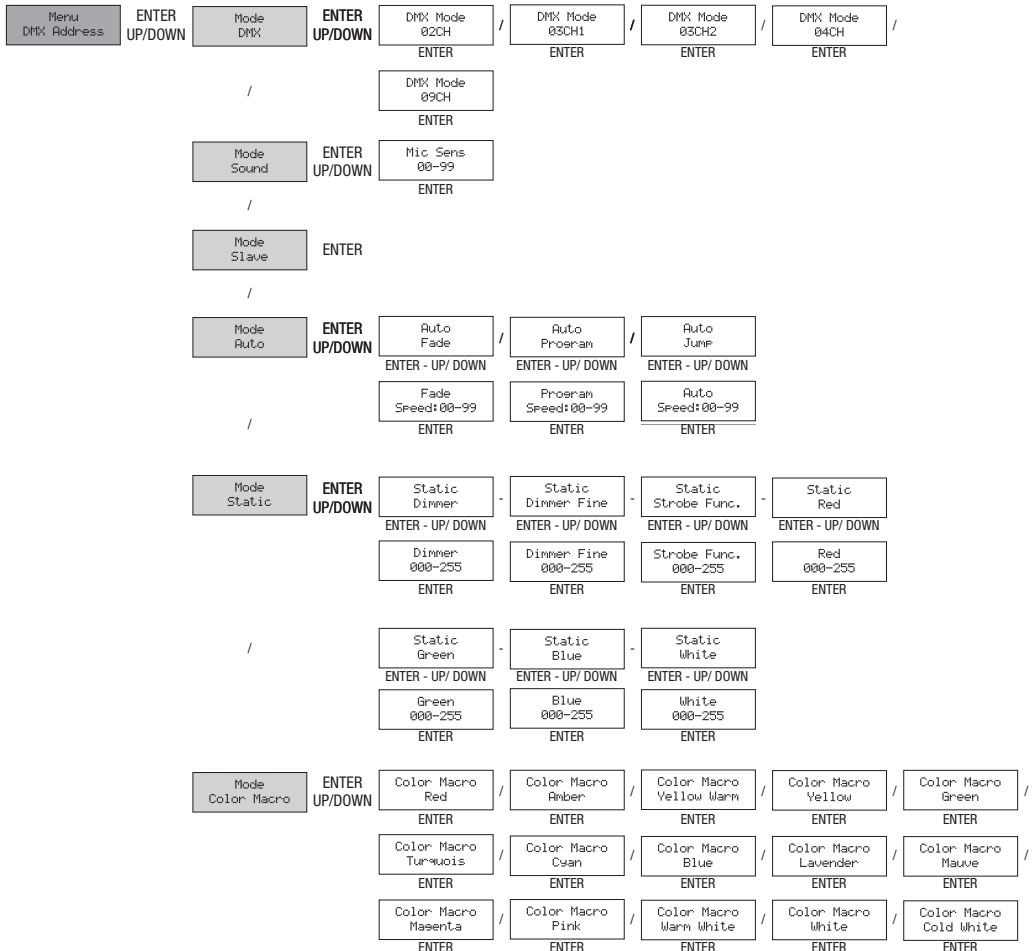 Menu
DMX Address
ENTER
UP/DOWN
Mode
DMX
ENTER
UP/DOWN
DMX Mode
02CH
ENTER
/
DMX Mode
03CH1
ENTER
/
DMX Mode
03CH2
ENTER
/
DMX Mode
04CH
ENTER
/
/
DMX Mode
09CH
ENTER
Mode
Sound
ENTER
UP/DOWN
Mic Sens
00-99
ENTER
/
Mode
Slave
ENTER
/
Mode
Auto
ENTER
UP/DOWN
Auto
Fade
ENTER - UP/ DOWN
/
Auto
Program
ENTER - UP/ DOWN
/
Auto
Jump
ENTER - UP/ DOWN
/
Fade
Speed:00-99
ENTER
Program
Speed:00-99
ENTER
Auto
Speed:00-99
ENTER
Mode
Static
ENTER
UP/DOWN
Static
Dimmer
ENTER - UP/ DOWN
-
Static
Dimmer Fine
ENTER - UP/ DOWN
-
Static
Strobe Func.
ENTER - UP/ DOWN
-
Static
Red
ENTER - UP/ DOWN
Dimmer
000-255
ENTER
Dimmer Fine
000-255
ENTER
Strobe Func.
000-255
ENTER
Red
000-255
ENTER
/
Static
Green
ENTER - UP/ DOWN
-
Static
Blue
ENTER - UP/ DOWN
-
Static
White
ENTER - UP/ DOWN
Green
000-255
ENTER
Blue
000-255
ENTER
White
000-255
ENTER
Mode
Color Macro
ENTER
UP/DOWN
Color Macro
Red
ENTER
/
Color Macro
Amber
ENTER
/
Color Macro
Yellow Warm
ENTER
/
Color Macro
Yellow
ENTER
/
Color Macro
Green
ENTER
/
Color Macro
Turquois
ENTER
/
Color Macro
Cyan
ENTER
/
Color Macro
Blue
ENTER
/
Color Macro
Lavender
ENTER
/
Color Macro
Mauve
ENTER
/
Color Macro
Magenta
ENTER
/
Color Macro
Pink
ENTER
/
Color Macro
Warm White
ENTER
/
Color Macro
White
ENTER
/
Color Macro
Cold White
ENTER